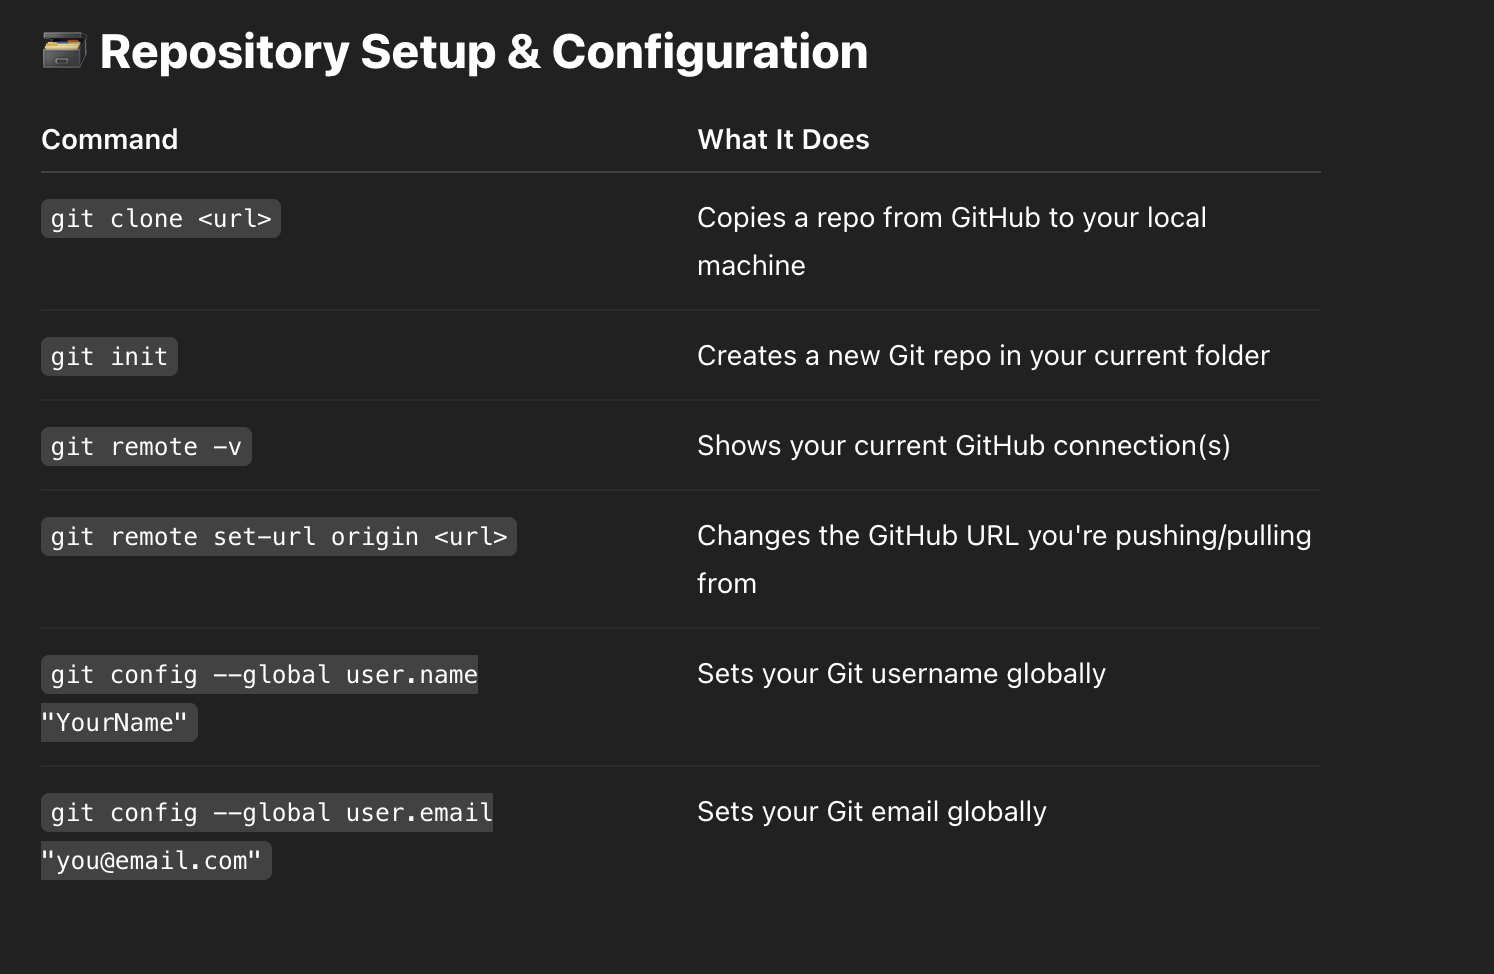 🗃️ Repository Setup & Configuration
Command What It Does
git clone <url> Copies a repo from GitHub to your local
machine
git init Creates a new Git repo in your current folder
git remote -v Shows your current GitHub connection(s)
git remote set-url origin <url> Changes the GitHub URL you're pushing/pulling
from
git config --global user.name Sets your Git username globally
"YourName"
git config --global user.email Sets your Git email globally
"you@email.com"